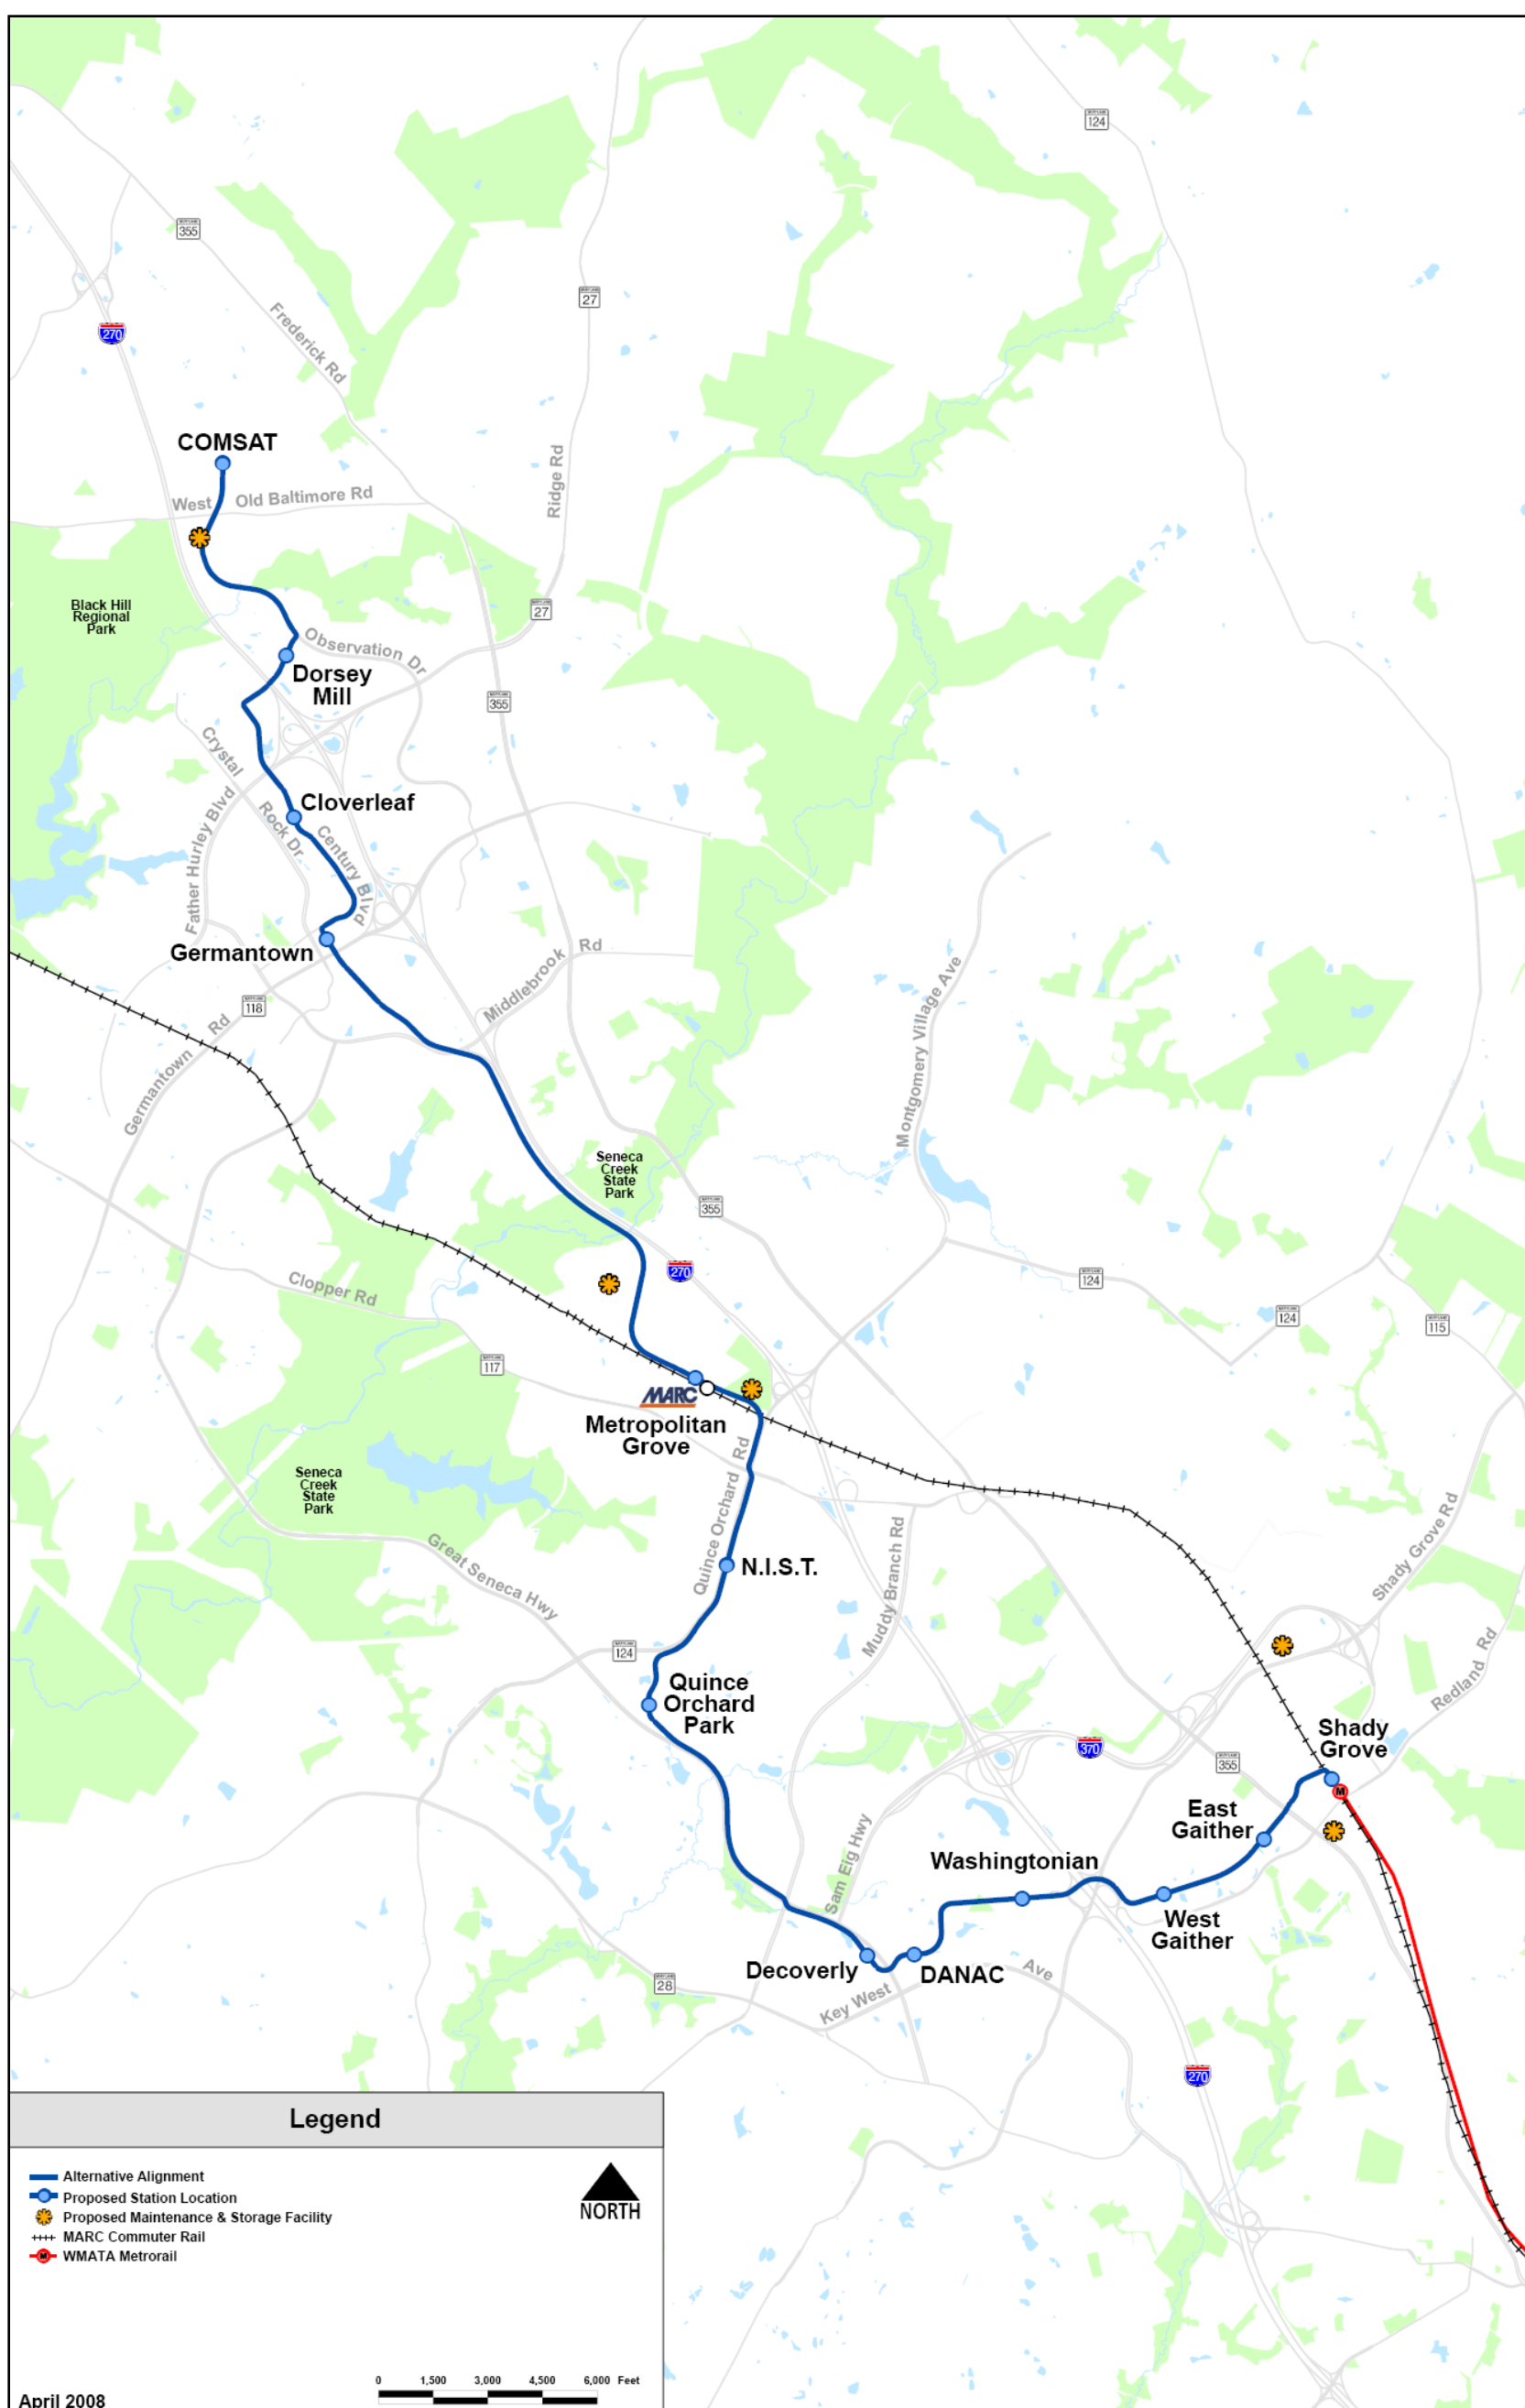 124
MARYLAND
355
27
270
Frederick Rd
COMSAT
Ridge Rd
West Old Baltimore Rd
Black Hill
Regional
Park
27
Observation Dr
Dorsey
Mill
355
Crystal
Rock Dr
Cloverleaf
Father Hurley Blvd
Century Blvd
Germantown
Middlebrook Rd
118
Germantown Rd
Montgomery Village Ave
Seneca
Creek
State
Park
355
270
124
124
115
Clopper Rd
117
MARC
Metropolitan
Grove
Quince Orchard Rd
Seneca
Creek
State
Park
Great Seneca Hwy
N.I.S.T.
Muddy Branch Rd
Shady Grove Rd
124
Redland Rd
Quince
Orchard
Park
Shady
Grove
370
355
M
East
Gaither
Sam Eig Hwy
Washingtonian
West
Gaither
Decoverly
DANAC
Key West Ave
28
270
Legend
Alternative Alignment
Proposed Station Location
Proposed Maintenance & Storage Facility
MARC Commuter Rail
M WMATA Metrorail
NORTH
0 1,500 3,000 4,500 6,000 Feet
April 2008